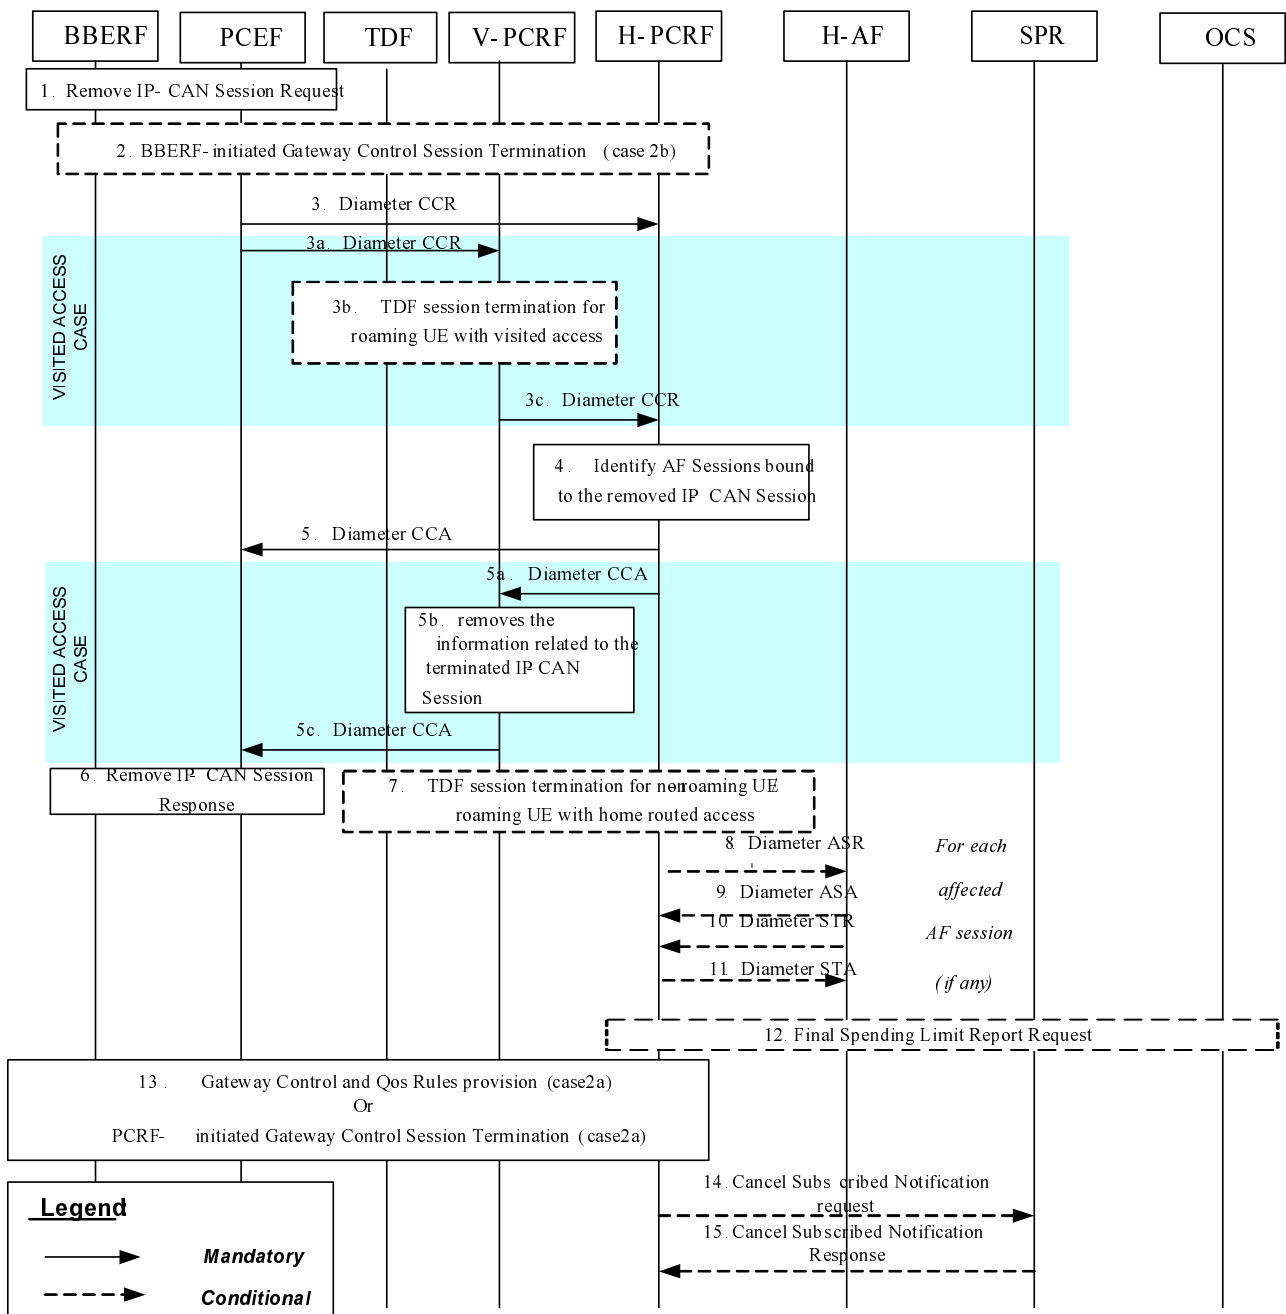 BBERF
PCEF
TDF
V- PCRF
H- PCRF
H- AF
SPR
OCS
1. Remove IP- CAN Session Request
2. BBERF- initiated Gateway Control Session Termination (case 2b)
3. Diameter CCR
3a. Diameter CCR
VISITED ACCESS
CASE
3b. TDF session termination for
roaming UE with visited access
3c. Diameter CCR
4. Identify AF Sessions bound
to the removed IP CAN Session
5. Diameter CCA
5a. Diameter CCA
VISITED ACCESS
CASE
5b. removes the
information related to the
terminated IP CAN
Session
5c. Diameter CCA
6. Remove IP CAN Session
Response
7. TDF session termination for non-roaming UE
roaming UE with home routed access
8. Diameter ASR
For each
9. Diameter ASA
affected
10. Diameter STR
AF session
11. Diameter STA
(if any)
12. Final Spending Limit Report Request
13. Gateway Control and Qos Rules provision (case2a)
Or
PCRF- initiated Gateway Control Session Termination (case2a)
14. Cancel Subs cribed Notification
request
15. Cancel Subscribed Notification
Response
Legend:
Mandatory
Conditional